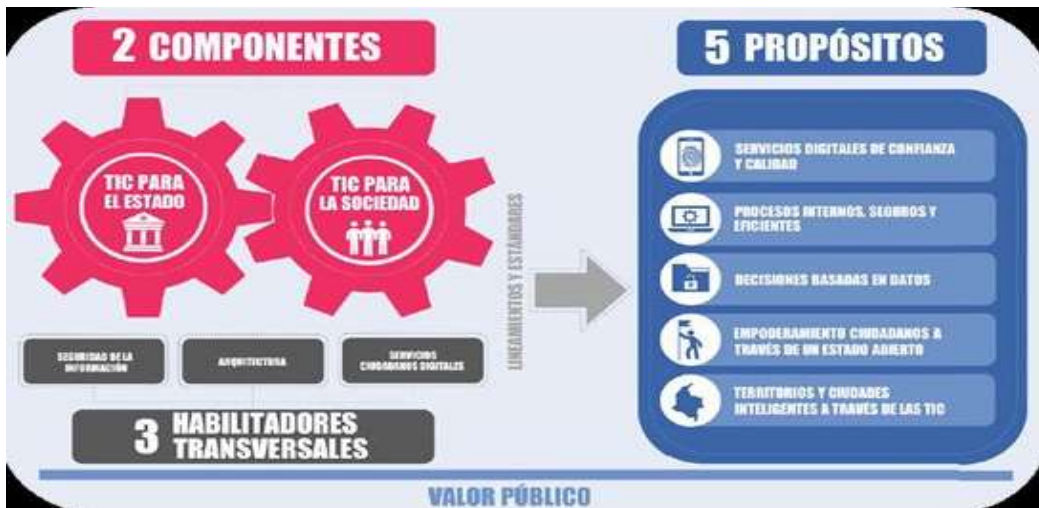 2 COMPONENTES
TIC PARA
EL ESTADO
TIC PARA
LA SOCIEDAD
SEGURIDAD DE LA
INFORMACIÓN
ARQUITECTURA
SERVICIOS
CIUDADANOS DIGITALES
3 HABILITADORES
TRANSVERSALES
LINEAMIENTOS Y ESTÁNDARES
5 PROPÓSITOS
SERVICIOS DIGITALES DE CONFIANZA
Y CALIDAD
PROCESOS INTERNOS, SEGUROS Y
EFICIENTES
DECISIONES BASADAS EN DATOS
EMPODERAMIENTO CIUDADANOS A
TRAVÉS DE UN ESTADO ABIERTO
TERRITORIOS Y CIUDADES
INTELIGENTES A TRAVÉS DE LAS TIC
VALOR PÚBLICO